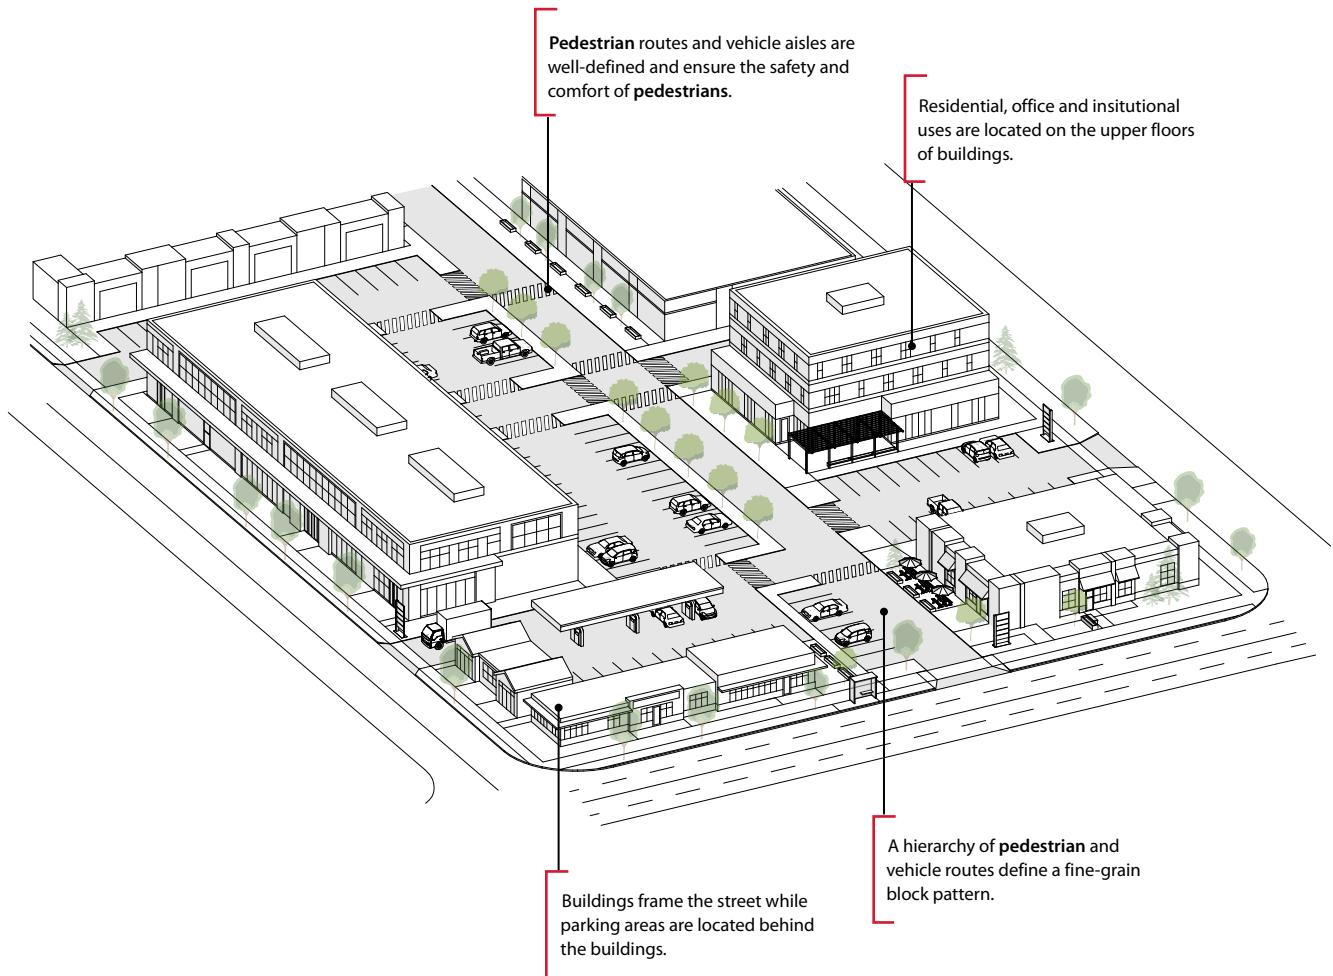 Pedestrian routes and vehicle aisles are
well-defined and ensure the safety and
comfort of pedestrians.
Residential, office and insitutional
uses are located on the upper floors
of buildings.
A hierarchy of pedestrian and
vehicle routes define a fine-grain
block pattern.
Buildings frame the street while
parking areas are located behind
the buildings.